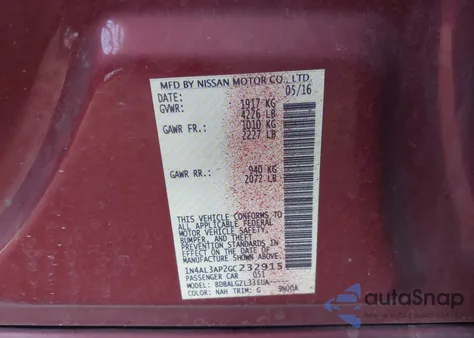 MFD BY NISSAN MOTOR CO., LTD.
DATE: 05/16
GVWR: 1917 KG
4226 LB
GAWR FR.: 1010 KG
2227 LB
GAWR RR.: 940 KG
2072 LB
THIS VEHICLE CONFORMS TO
ALL APPLICABLE FEDERAL
MOTOR VEHICLE SAFETY,
BUMPER, AND THEFT
PREVENTION STANDARDS IN
EFFECT ON THE DATE OF
MANUFACTURE SHOWN ABOVE.
1N4AL3AP2GC232915
PASSENGER CAR 051
MODEL: BDBALGZL33EUA-----
COLOR: NAH TRIM: G
autoSnap